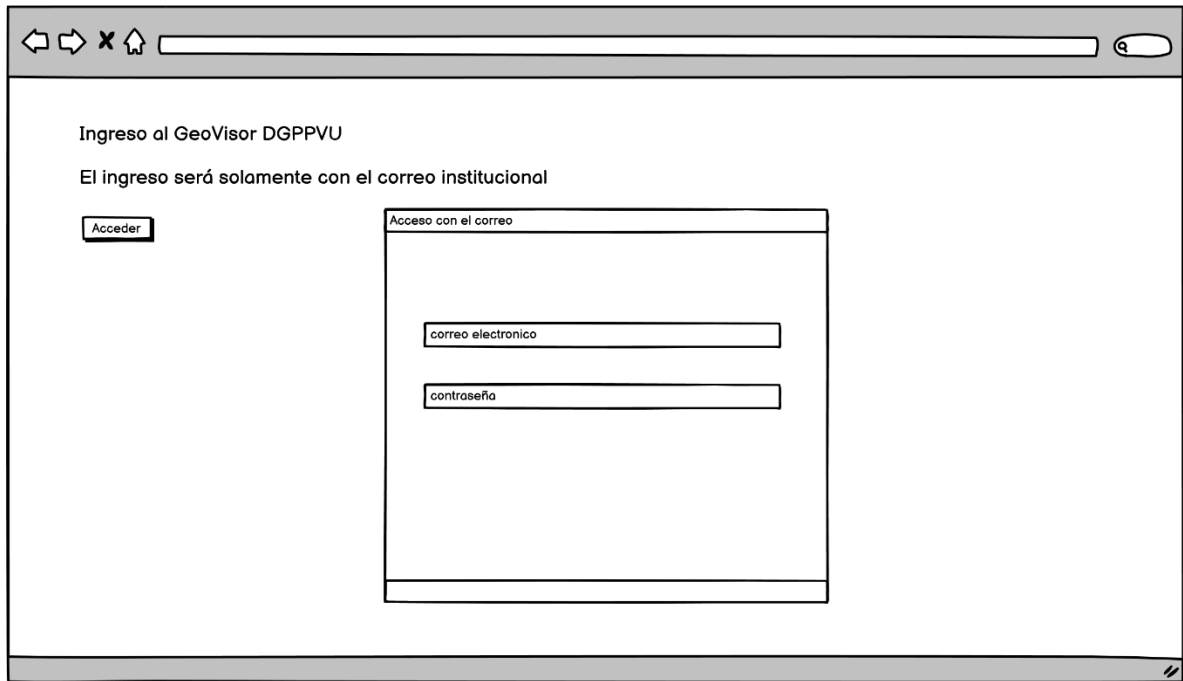 Ingreso al GeoVisor DGPPVU
El ingreso será solamente con el correo institucional
Acceder
Acceso con el correo
correo electronico
contraseña